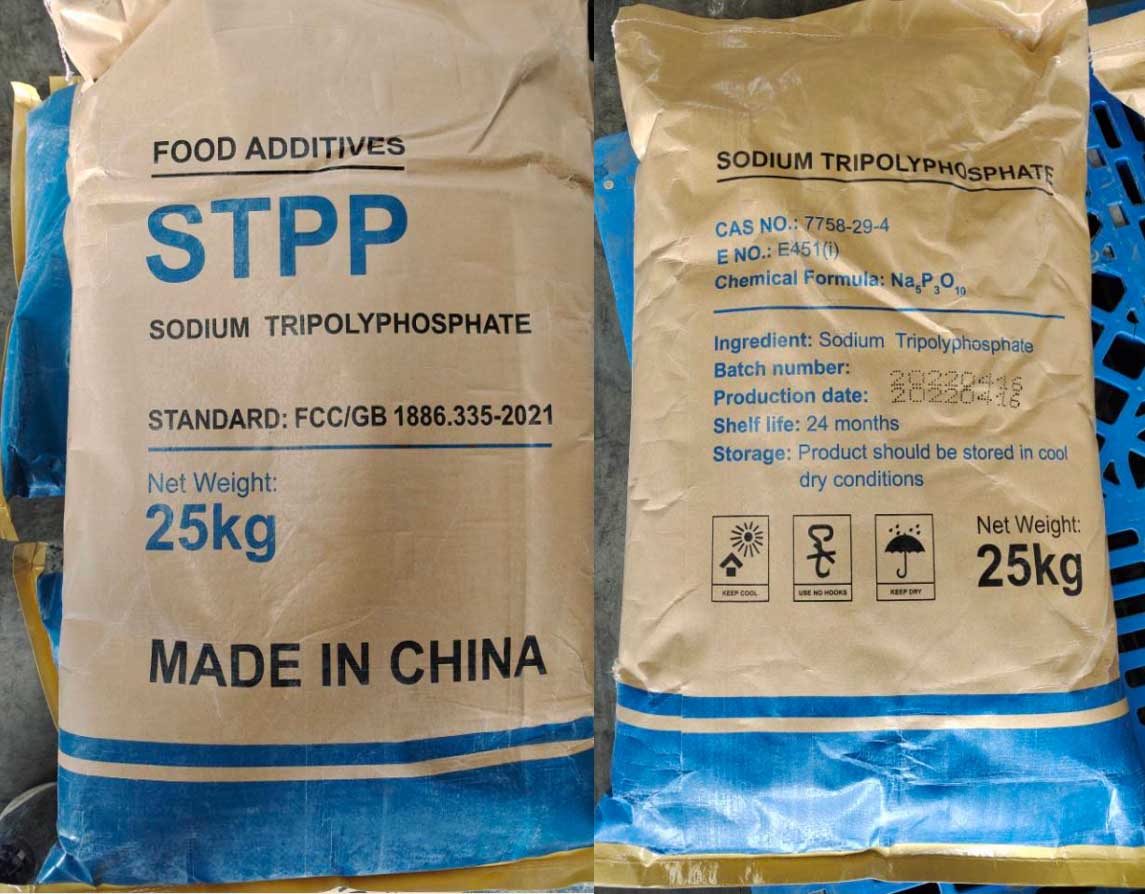 FOOD ADDITIVES
STPP
SODIUM TRIPOLYPHOSPHATE
STANDARD: FCC/GB 1886.335-2021
Net Weight:
25kg
MADE IN CHINA
SODIUM TRIPOLYPHOSPHATE
CAS NO.: 7758-29-4
E NO.: E451(i)
Chemical Formula: Na₅P₃O₁₀
Ingredient: Sodium Tripolyphosphate
Batch number: 20220416
Production date: 20220416
Shelf life: 24 months
Storage: Product should be stored in cool
dry conditions
KEEP COOL
USE NO HOOKS
KEEP DRY
Net Weight:
25kg